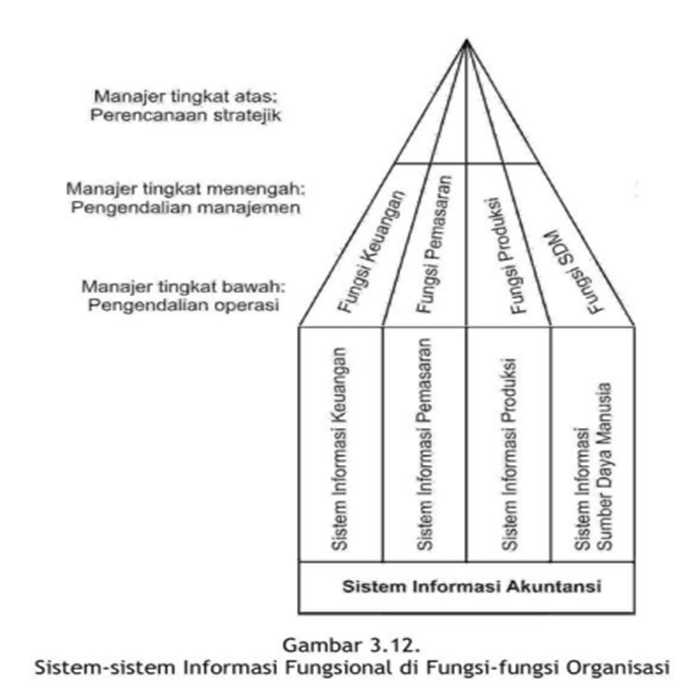 Manajer tingkat atas:
Perencanaan stratejik
Manajer tingkat menengah:
Pengendalian manajemen
Manajer tingkat bawah:
Pengendalian operasi
Fungsi Keuangan
Fungsi Pemasaran
Fungsi Produksi
Fungsi SDM
Sistem Informasi Keuangan
Sistem Informasi Pemasaran
Sistem Informasi Produksi
Sistem Informasi
Sumber Daya Manusia
Sistem Informasi Akuntansi
Gambar 3.12.
Sistem-sistem Informasi Fungsional di Fungsi-fungsi Organisasi